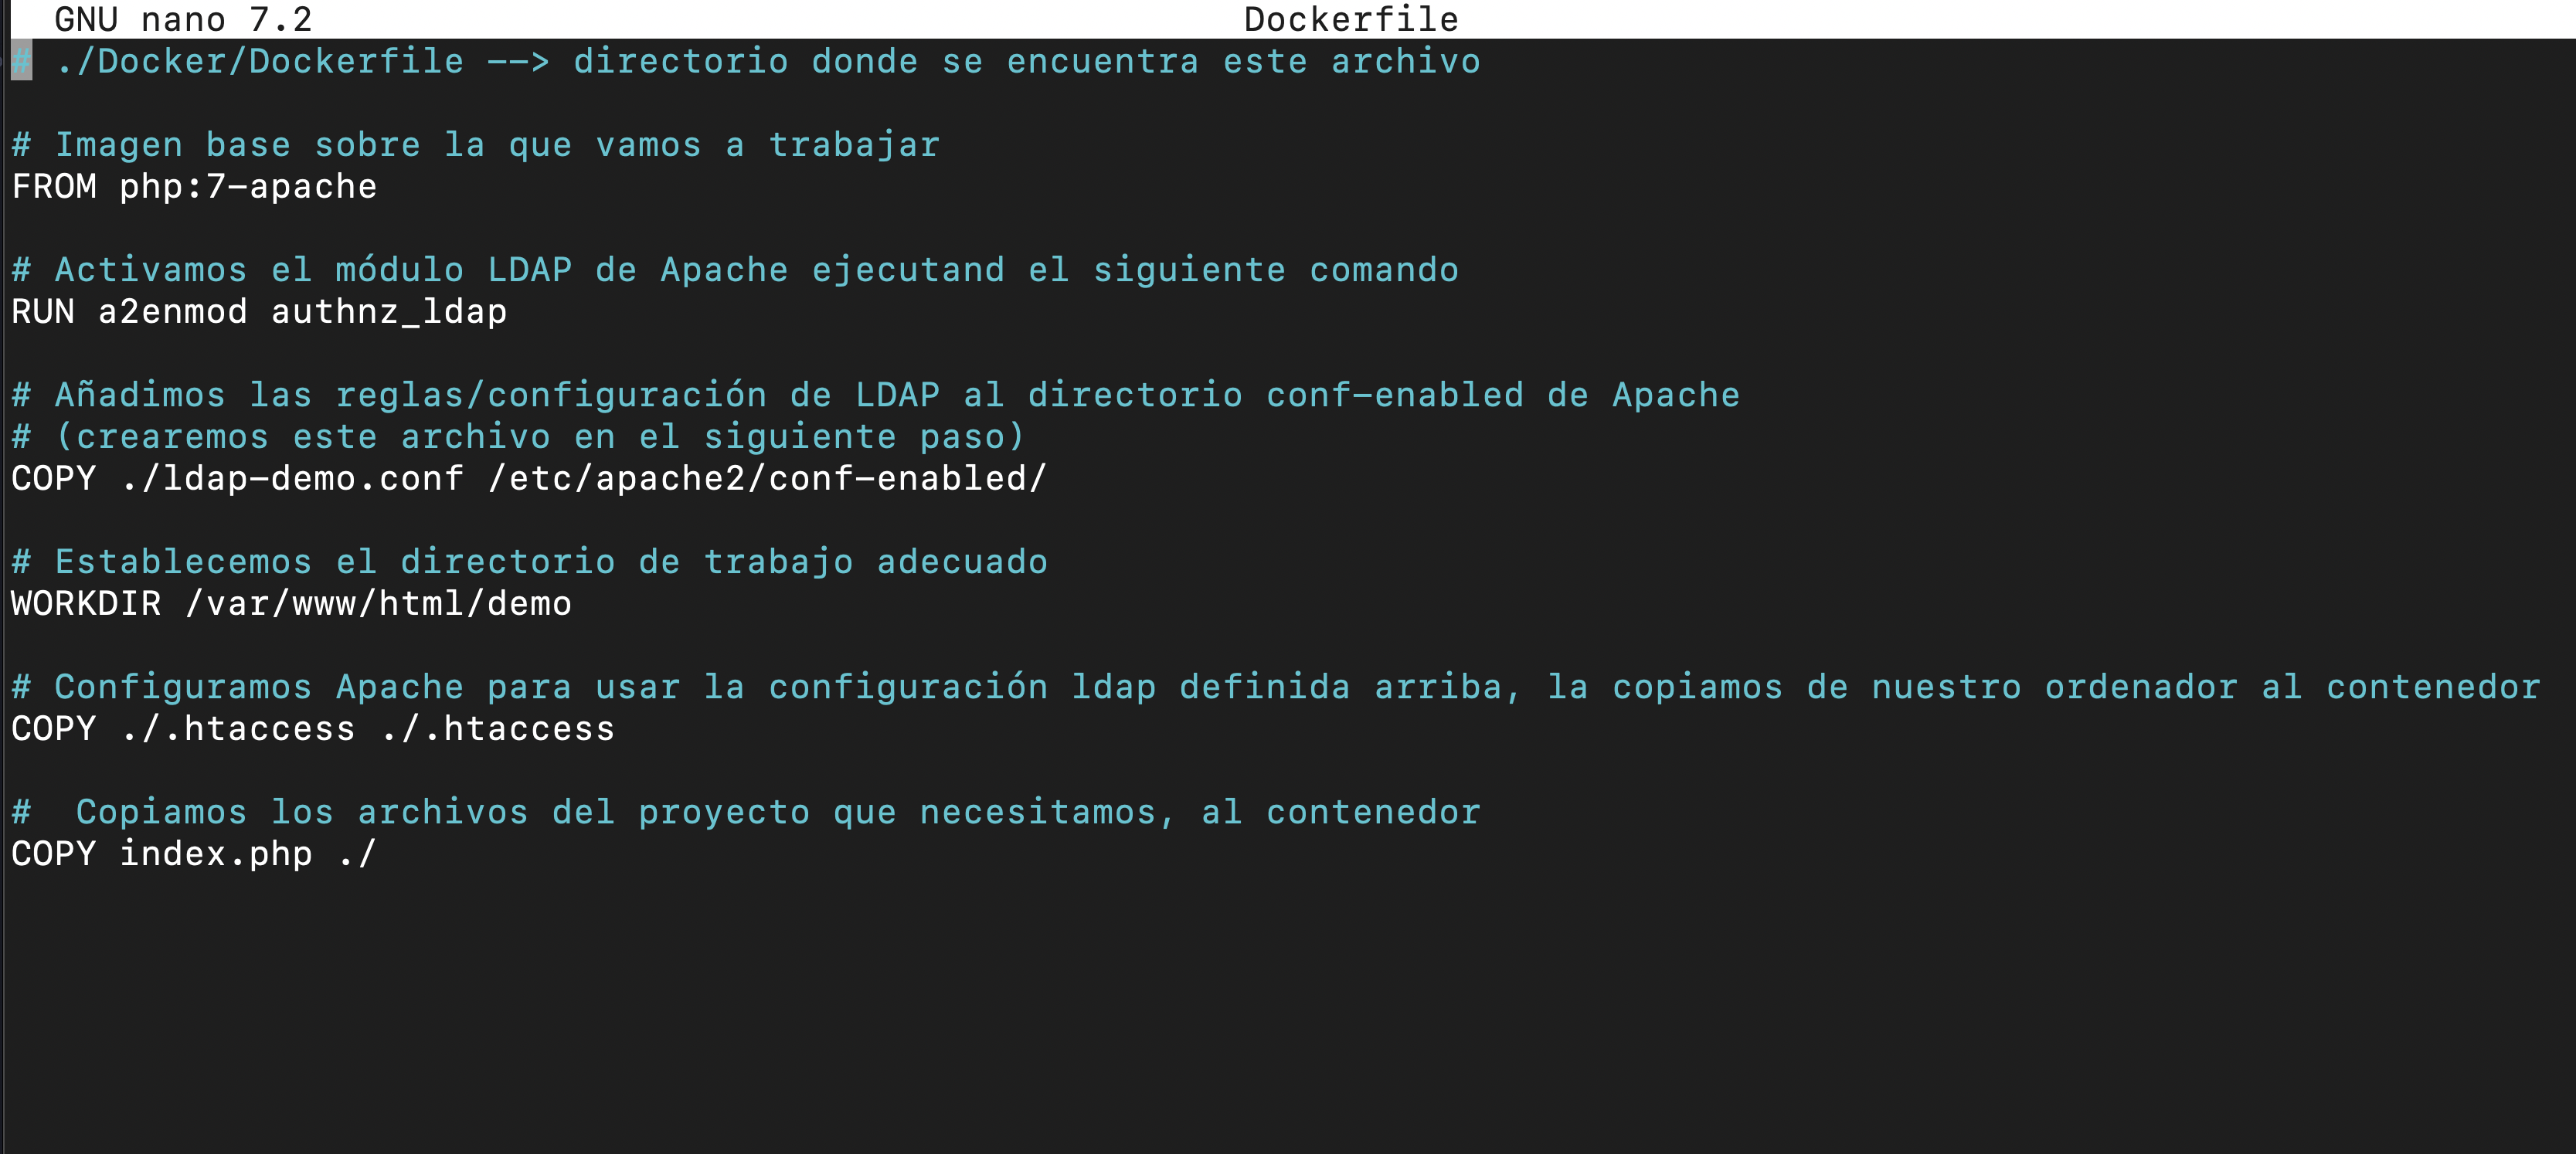 GNU nano 7.2 Dockerfile
# ./Docker/Dockerfile --> directorio donde se encuentra este archivo
# Imagen base sobre la que vamos a trabajar
FROM php:7-apache
# Activamos el módulo LDAP de Apache ejecutand el siguiente comando
RUN a2enmod authnz_ldap
# Añadimos las reglas/configuración de LDAP al directorio conf-enabled de Apache
# (crearemos este archivo en el siguiente paso)
COPY ./ldap-demo.conf /etc/apache2/conf-enabled/
# Establecemos el directorio de trabajo adecuado
WORKDIR /var/www/html/demo
# Configuramos Apache para usar la configuración ldap definida arriba, la copiamos de nuestro ordenador al contenedor
COPY ./.htaccess ./.htaccess
#  Copiamos los archivos del proyecto que necesitamos, al contenedor
COPY index.php ./